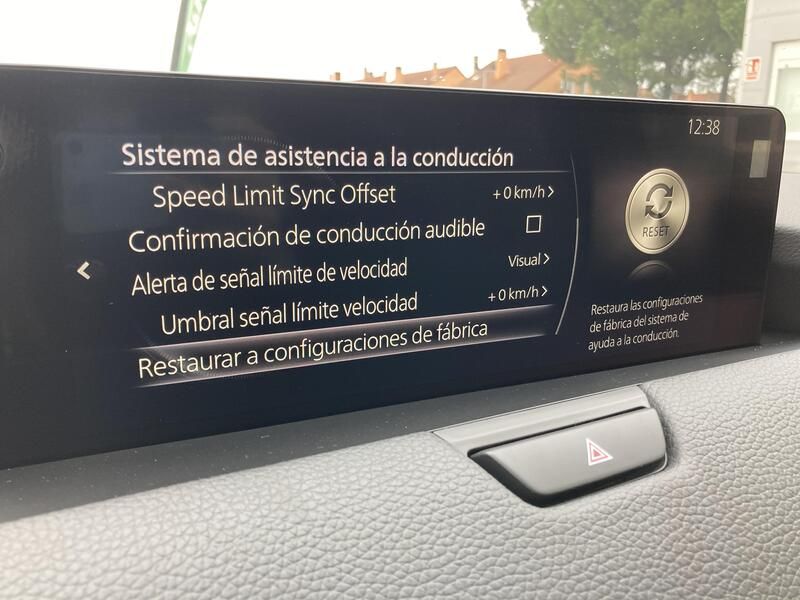 12:38
Sistema de asistencia a la conducción
Speed Limit Sync Offset +0 km/h
Confirmación de conducción audible
Alerta de señal límite de velocidad Visual
Umbral señal límite velocidad +0 km/h
Restaurar a configuraciones de fábrica
RESET
Restaura las configuraciones
de fábrica del sistema de
ayuda a la conducción.